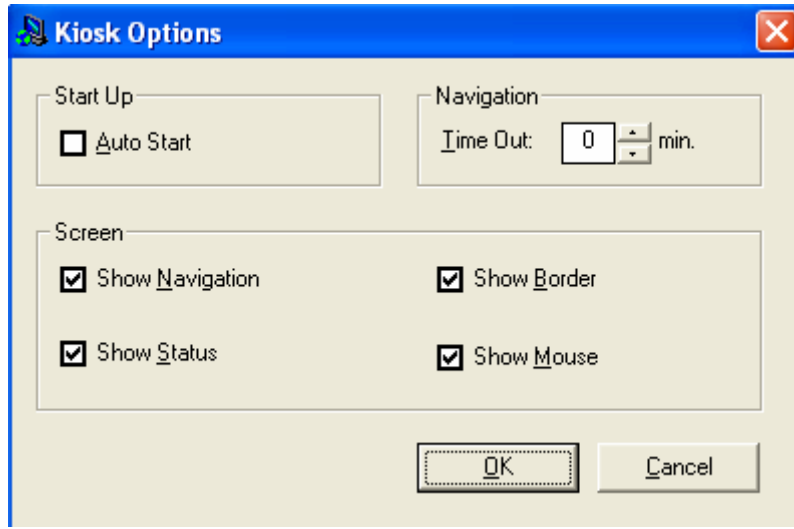 Kiosk Options
Start Up
Auto Start
Navigation
Time Out: 0 min.
Screen
Show Navigation
Show Border
Show Status
Show Mouse
OK
Cancel